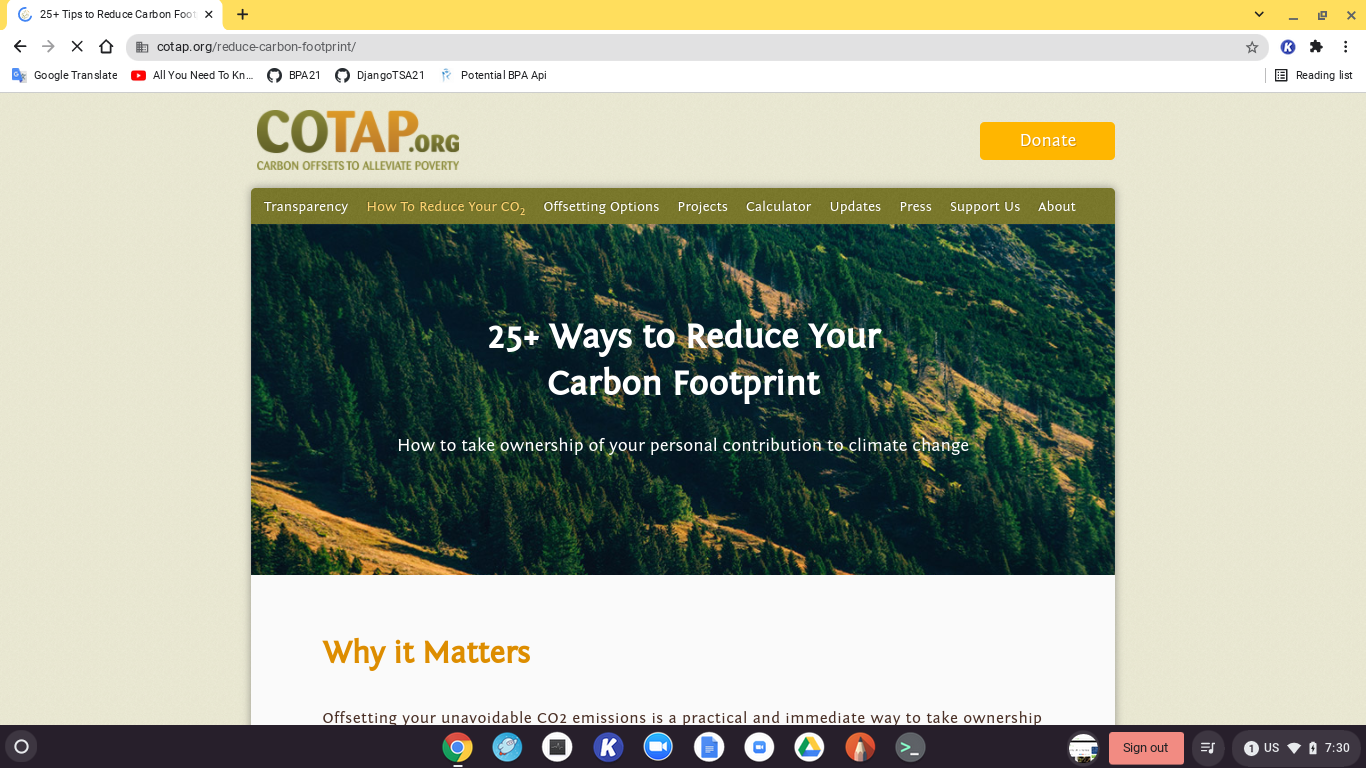 25+ Tips to Reduce Carbon Foot
cotap.org/reduce-carbon-footprint/
Google Translate
All You Need To Kn...
BPA21
DjangoTSA21
Potential BPA Api
Reading list
COTAP.ORG
CARBON OFFSETS TO ALLEVIATE POVERTY
Donate
Transparency How To Reduce Your CO2 Offsetting Options Projects Calculator Updates Press Support Us About
25+ Ways to Reduce Your
Carbon Footprint
How to take ownership of your personal contribution to climate change
Why it Matters
Offsetting your unavoidable CO2 emissions is a practical and immediate way to take ownership
Sign out
1 US 7:30